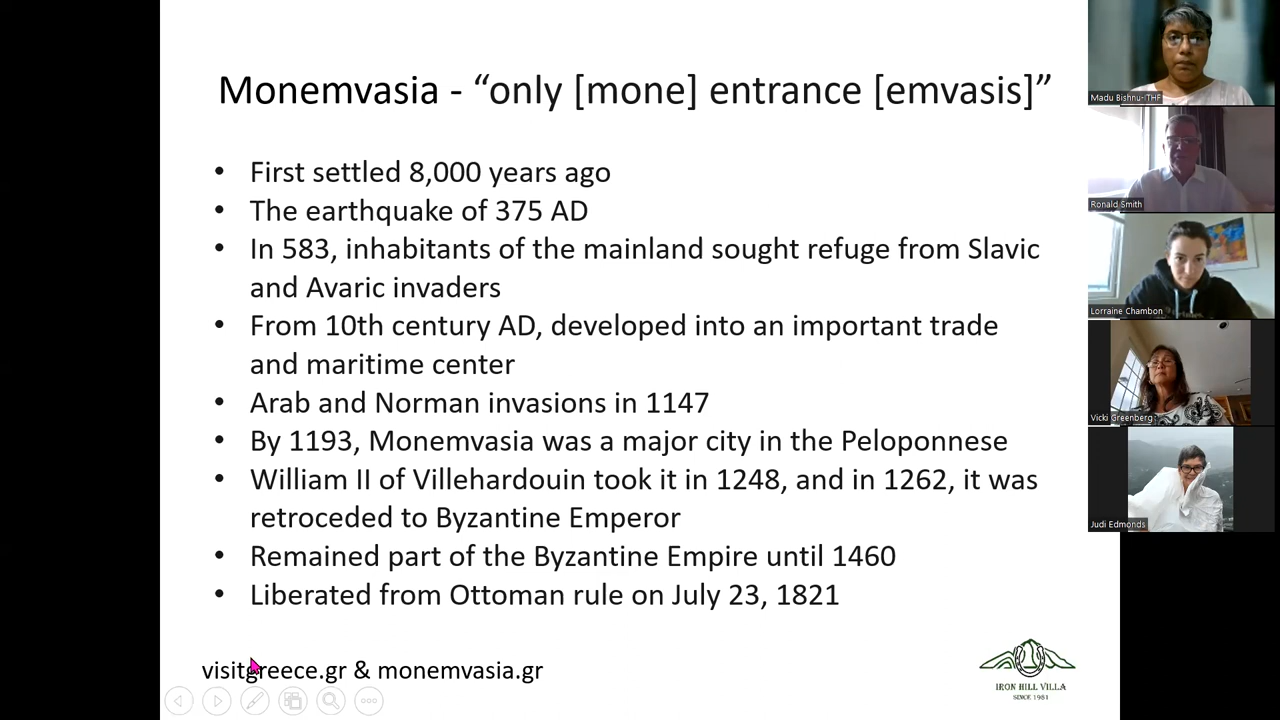 Monemvasia - “only [mone] entrance [emvasis]”
• First settled 8,000 years ago
• The earthquake of 375 AD
• In 583, inhabitants of the mainland sought refuge from Slavic
and Avaric invaders
• From 10th century AD, developed into an important trade
and maritime center
• Arab and Norman invasions in 1147
• By 1193, Monemvasia was a major city in the Peloponnese
• William II of Villehardouin took it in 1248, and in 1262, it was
retroceded to Byzantine Emperor
• Remained part of the Byzantine Empire until 1460
• Liberated from Ottoman rule on July 23, 1821
visitgreece.gr & monemvasia.gr
IRON HILL VILLA
SINCE 1981
Madu Bishnu-ITHF
Ronald Smith
Lorraine Chambon
Vicki Greenberg
Judi Edmonds